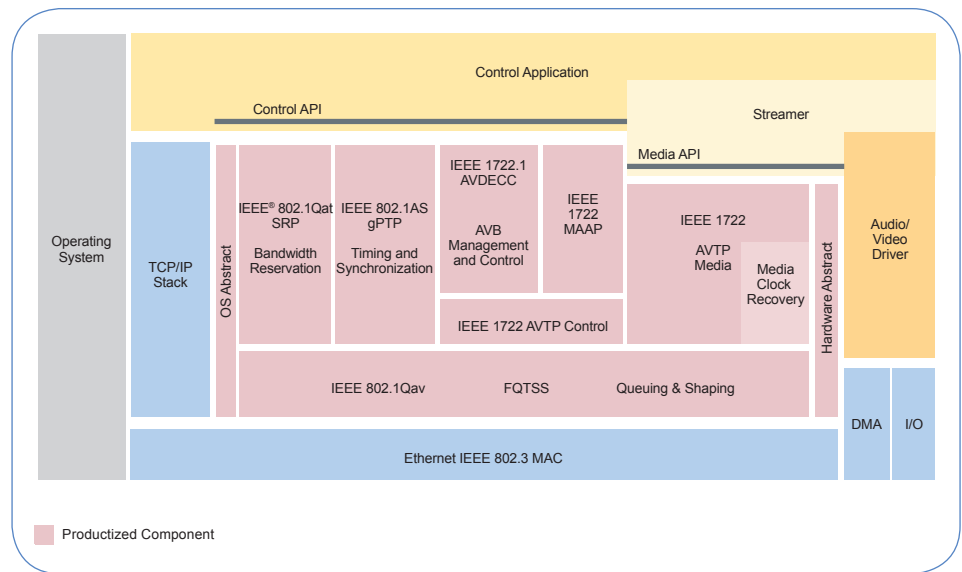 Control Application
Control API
Streamer
Media API
Operating
System
TCP/IP
Stack
OS Abstract
IEEE® 802.1Qat
SRP
Bandwidth
Reservation
IEEE 802.1AS
gPTP
Timing and
Synchronization
IEEE 1722.1
AVDECC
AVB
Management
and Control
IEEE
1722
MAAP
IEEE 1722 AVTP Control
IEEE 1722
AVTP
Media
Media
Clock
Recovery
Hardware Abstract
Audio/
Video
Driver
IEEE 802.1Qav FQTSS Queuing & Shaping
DMA
I/O
Ethernet IEEE 802.3 MAC
Productized Component